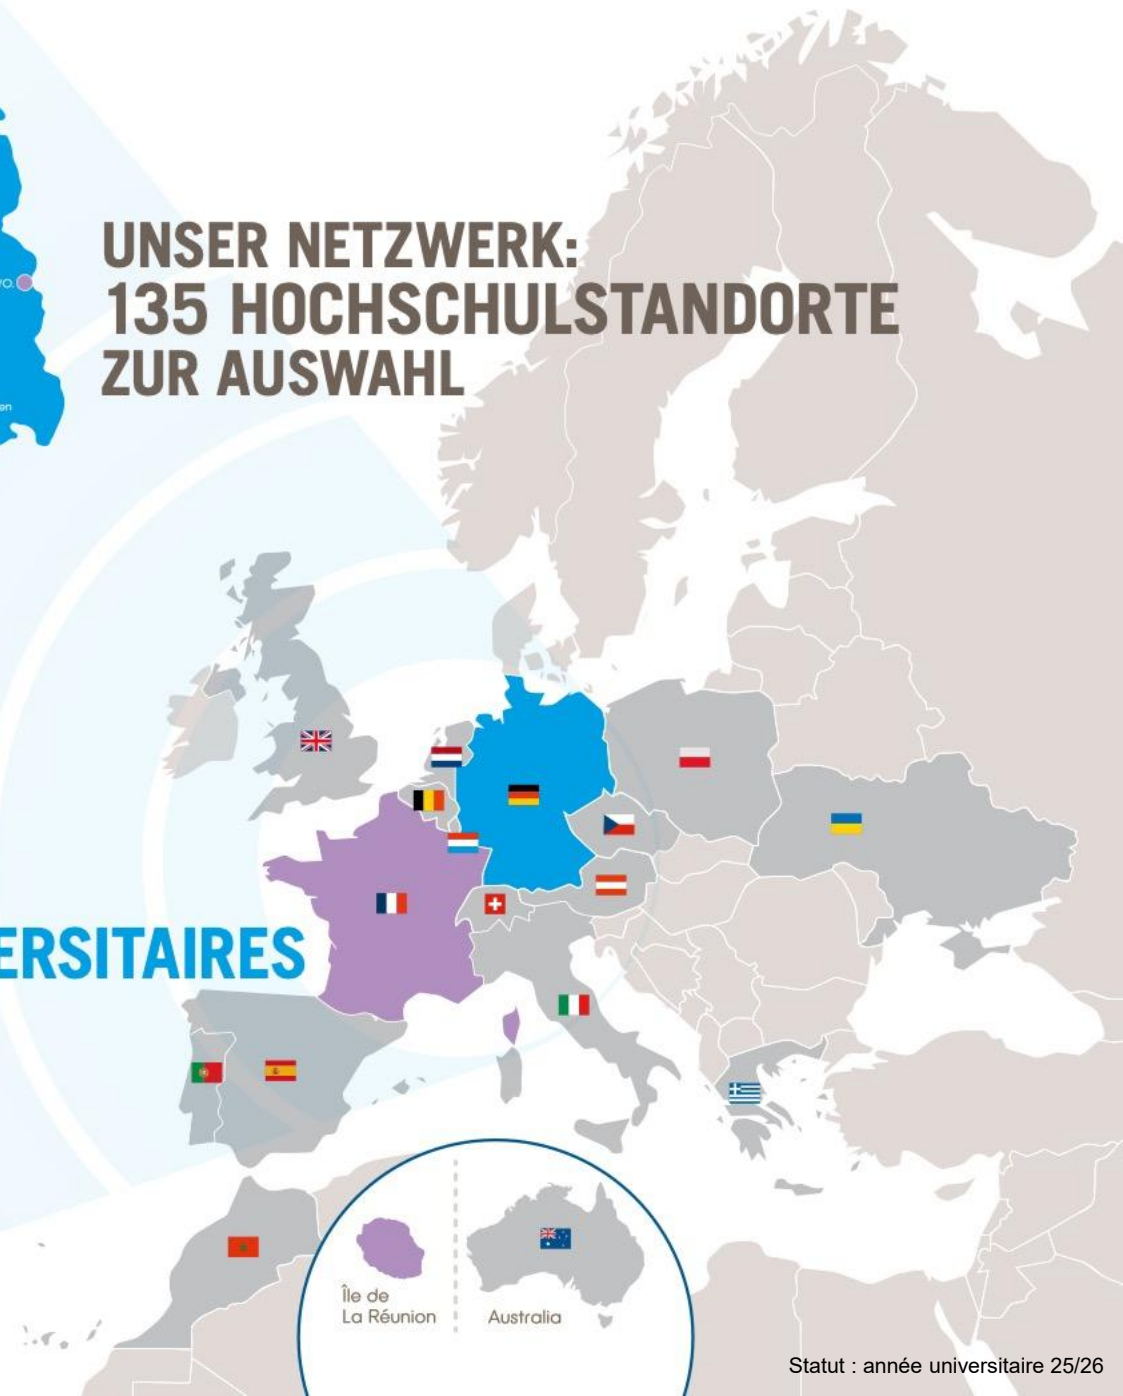 UNSER NETZWERK:
135 HOCHSCHULSTANDORTE
ZUR AUSWAHL
ERSITAIRES
Île de
La Réunion
Australia
Statut : année universitaire 25/26